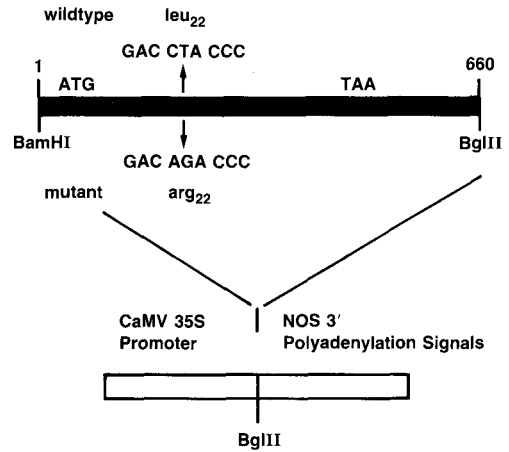 wildtype leu22
GAC CTA CCC
1 660
ATG TAA
BamHI BglII
GAC AGA CCC
mutant arg22
CaMV 35S NOS 3′
Promoter Polyadenylation Signals
BglII